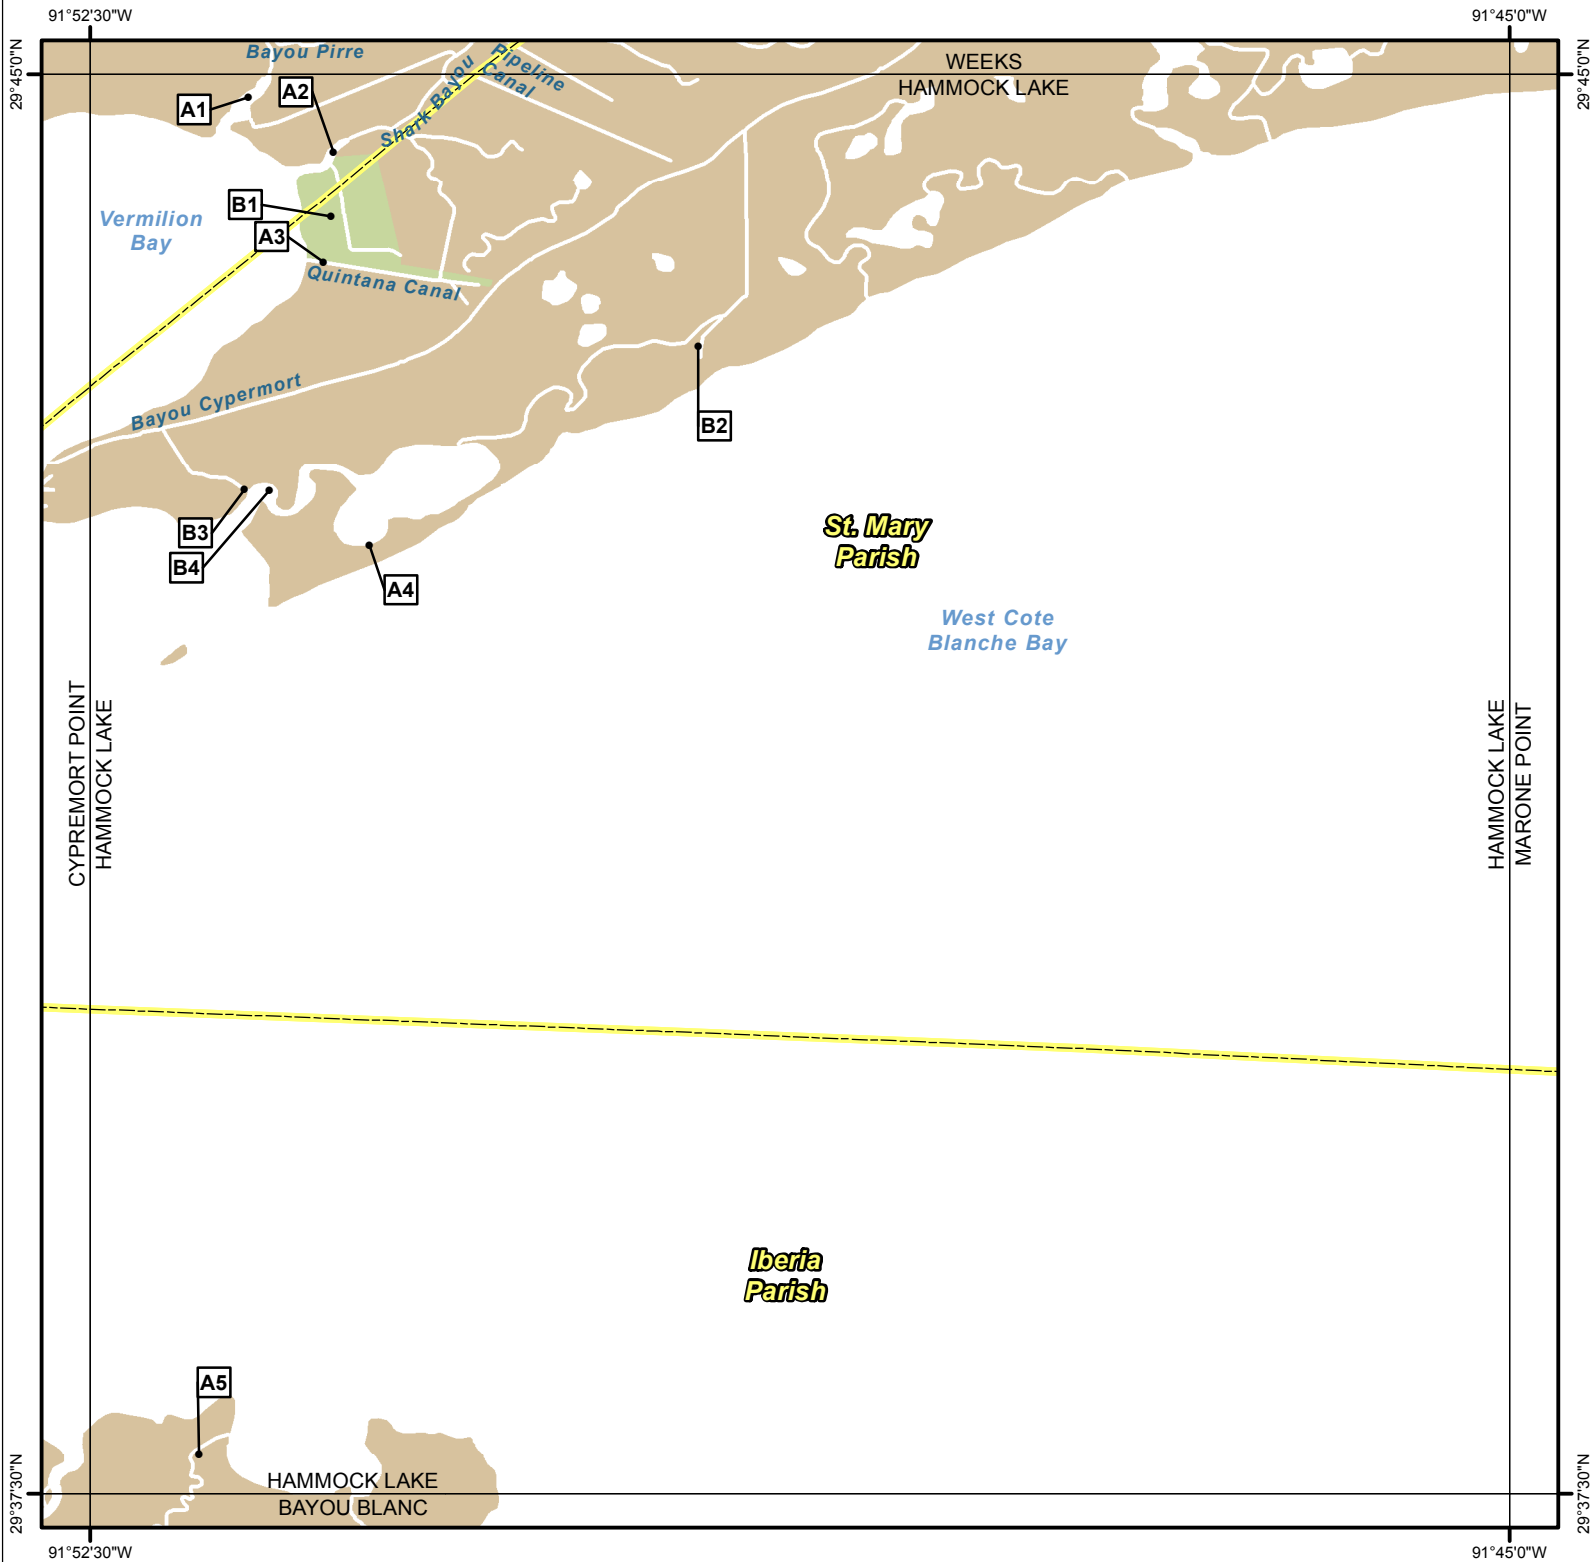 91°52'30"W
91°45'0"W
29°45'0"N
29°45'0"N
Bayou Pirre
Shark Bayou
Pipeline
Canal
WEEKS
HAMMOCK LAKE
A1
A2
B1
A3
Vermilion
Bay
Quintana Canal
Bayou Cypermort
B2
B3
B4
A4
St. Mary
Parish
West Cote
Blanche Bay
CYPREMORT POINT
HAMMOCK LAKE
HAMMOCK LAKE
MARONE POINT
Iberia
Parish
A5
HAMMOCK LAKE
BAYOU BLANC
29°37'30"N
29°37'30"N
91°52'30"W
91°45'0"W